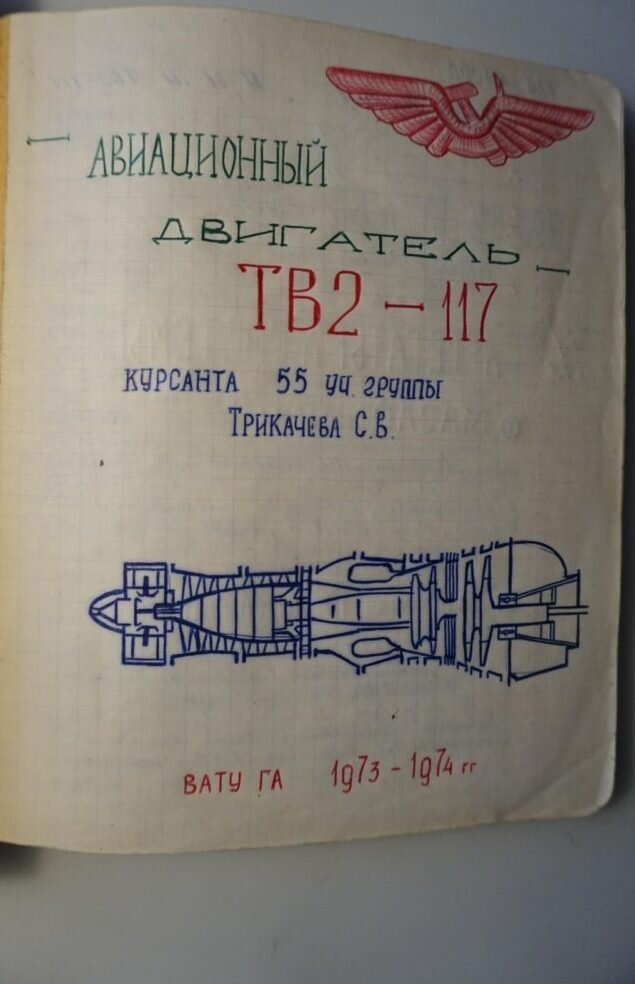 — АВИАЦИОННЫЙ
ДВИГАТЕЛЬ —
ТВ2 – 117
КУРСАНТА 55 УЧ. ГРУППЫ
ТРИКАЧЕВА С.В.
ВАТУ ГА 1973 – 1974 гг